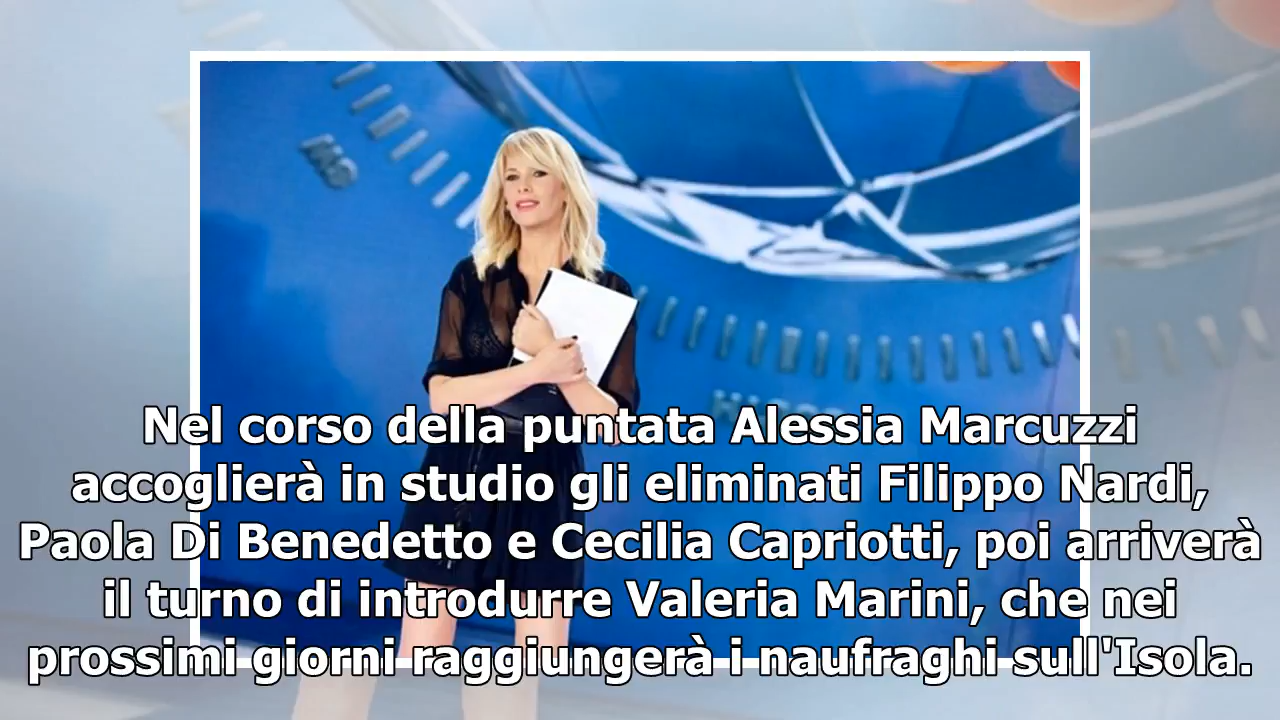 Nel corso della puntata Alessia Marcuzzi
accoglierà in studio gli eliminati Filippo Nardi,
Paola Di Benedetto e Cecilia Capriotti, poi arriverà
il turno di introdurre Valeria Marini, che nei
prossimi giorni raggiungerà i naufraghi sull'Isola.